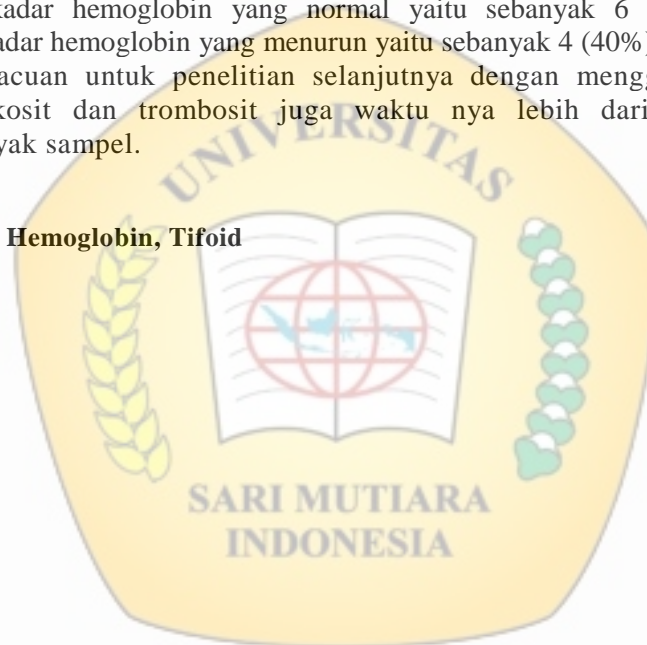 kadar hemoglobin yang normal yaitu sebanyak 6
adar hemoglobin yang menurun yaitu sebanyak 4 (40%)
acuan untuk penelitian selanjutnya dengan mengg
kosit dan trombosit juga waktu nya lebih dari
yak sampel.
UNIVERSITAS
Hemoglobin, Tifoid
SARI MUTIARA
INDONESIA